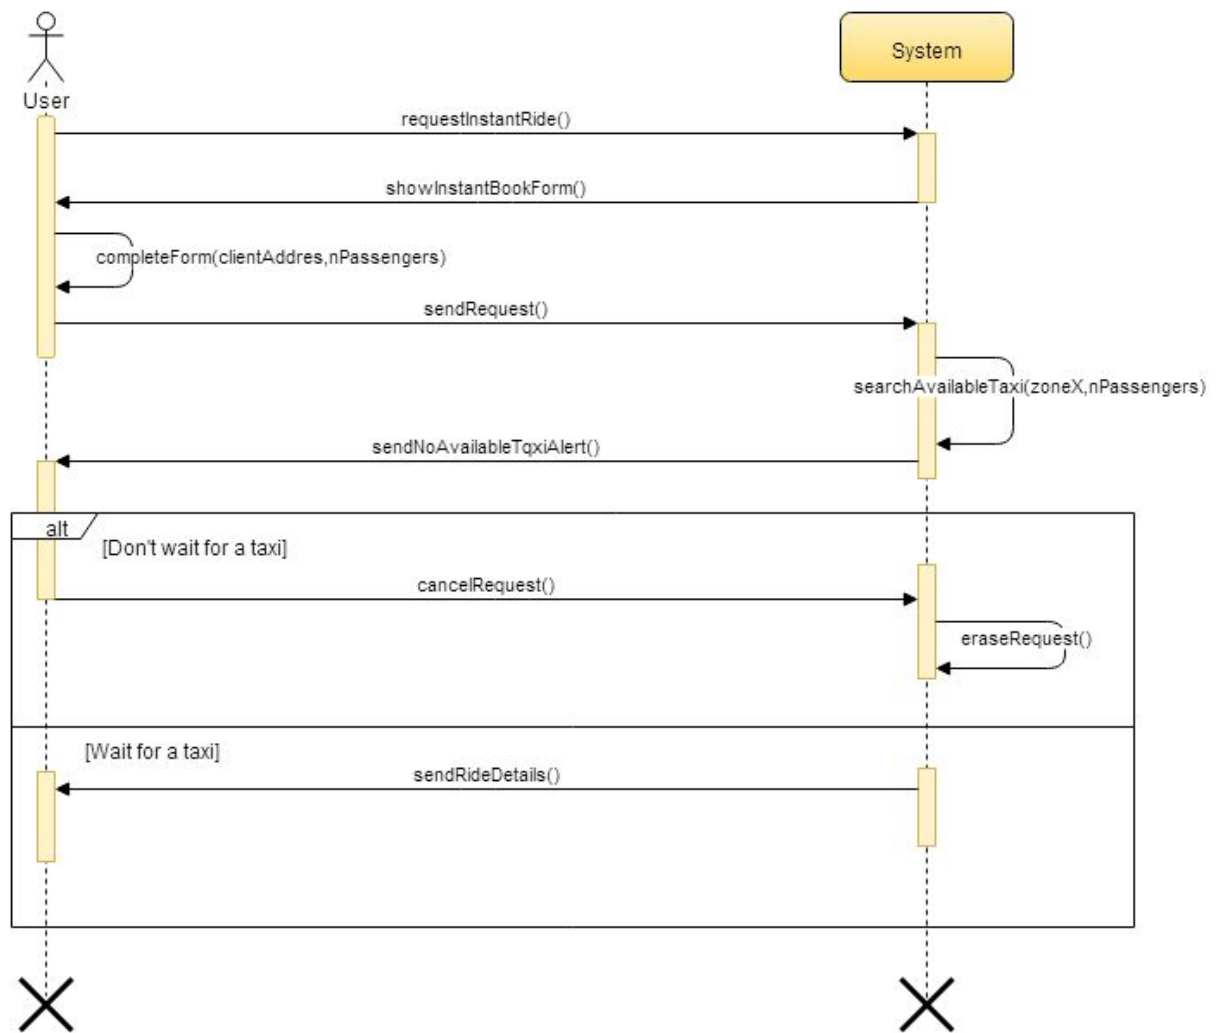 System
User
requestInstantRide()
showInstantBookForm()
completeForm(clientAddres,nPassengers)
sendRequest()
searchAvailableTaxi(zoneX,nPassengers)
sendNoAvailableTqxiAlert()
alt
[Don't wait for a taxi]
cancelRequest()
eraseRequest()
[Wait for a taxi]
sendRideDetails()